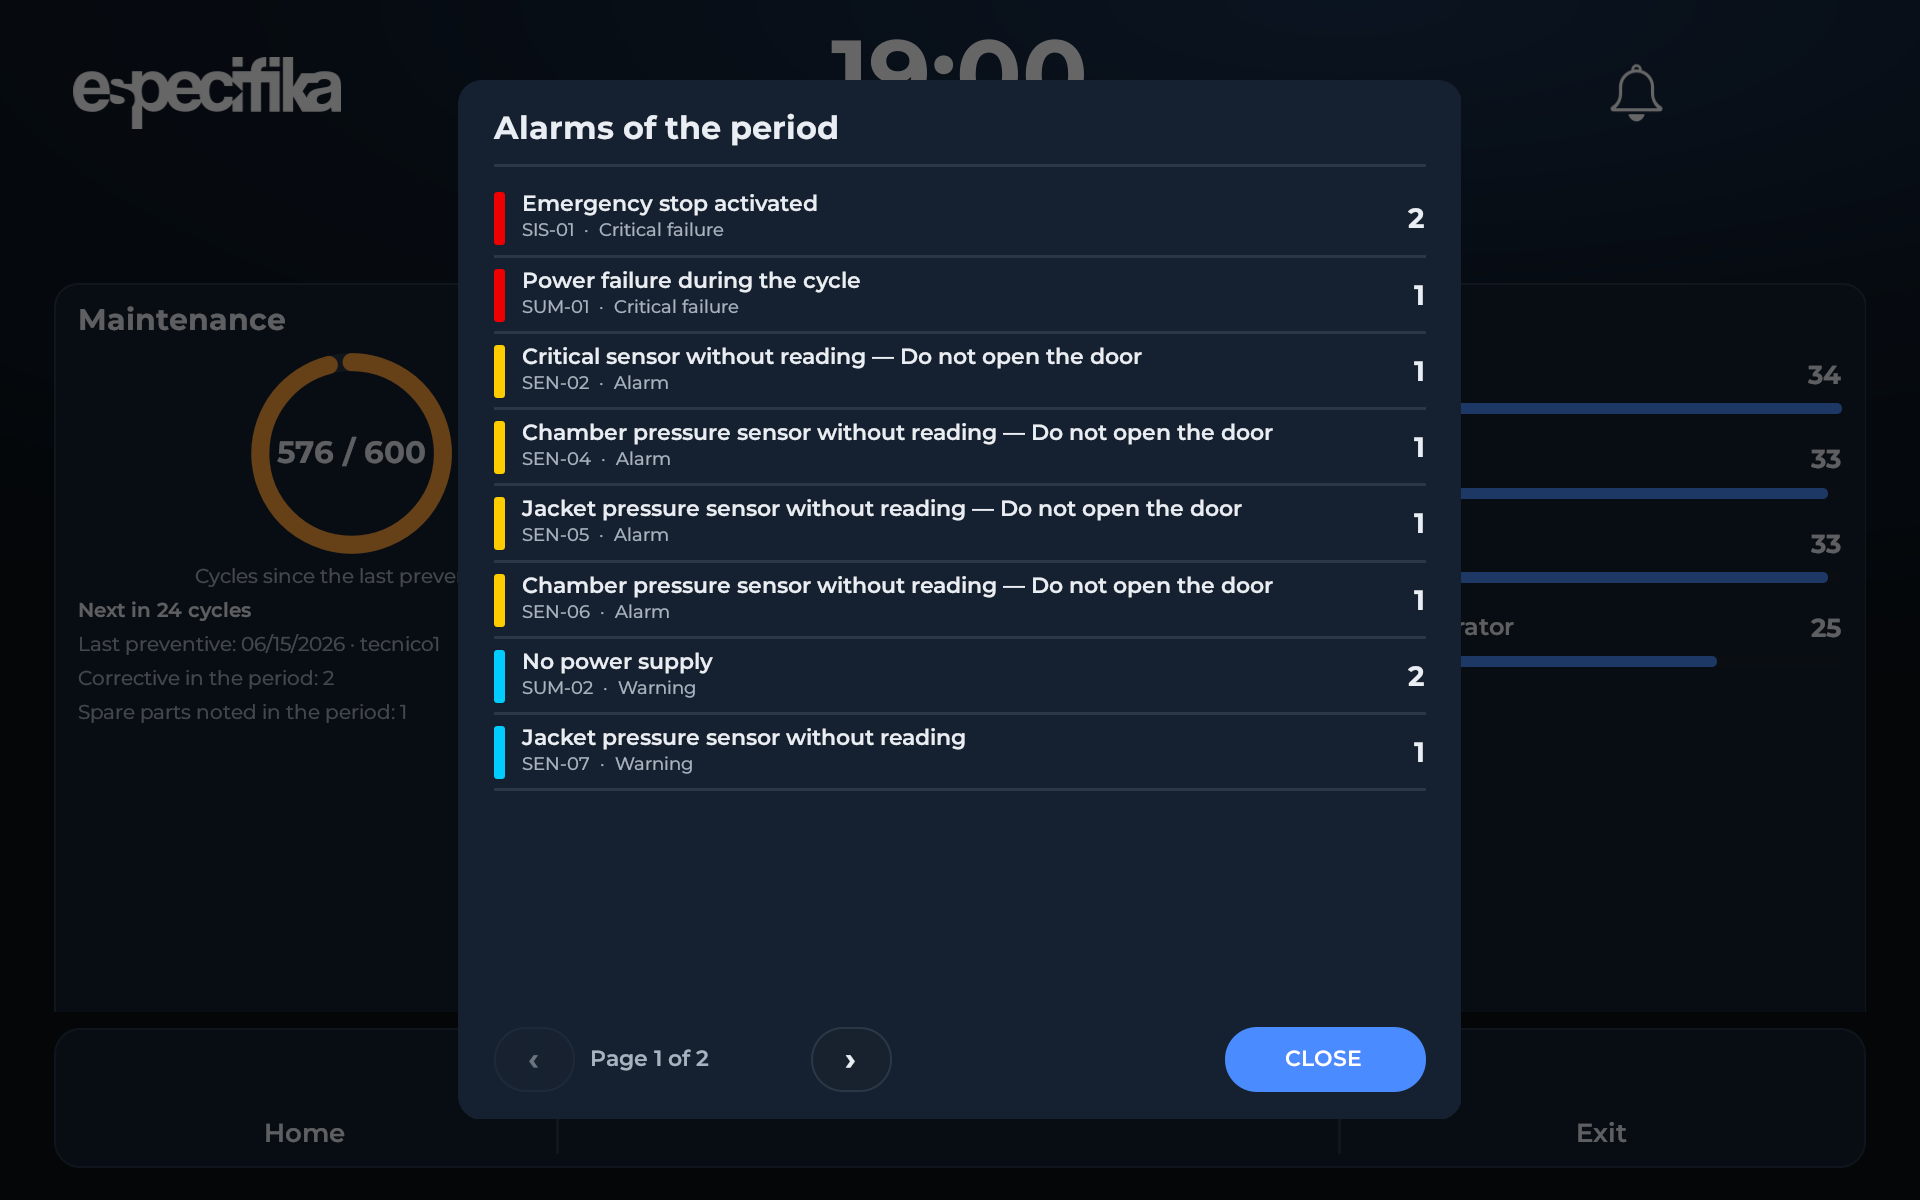 especifika
19:00
Alarms of the period
Emergency stop activated
SIS-01 · Critical failure
2
Power failure during the cycle
SUM-01 · Critical failure
1
Critical sensor without reading — Do not open the door
SEN-02 · Alarm
1
Chamber pressure sensor without reading — Do not open the door
SEN-04 · Alarm
1
Jacket pressure sensor without reading — Do not open the door
SEN-05 · Alarm
1
Chamber pressure sensor without reading — Do not open the door
SEN-06 · Alarm
1
No power supply
SUM-02 · Warning
2
Jacket pressure sensor without reading
SEN-07 · Warning
1
‹ Page 1 of 2 ›
CLOSE
Maintenance
576 / 600
Cycles since the last preve
Next in 24 cycles
Last preventive: 06/15/2026 · tecnico1
Corrective in the period: 2
Spare parts noted in the period: 1
34
33
33
rator 25
Home
Exit